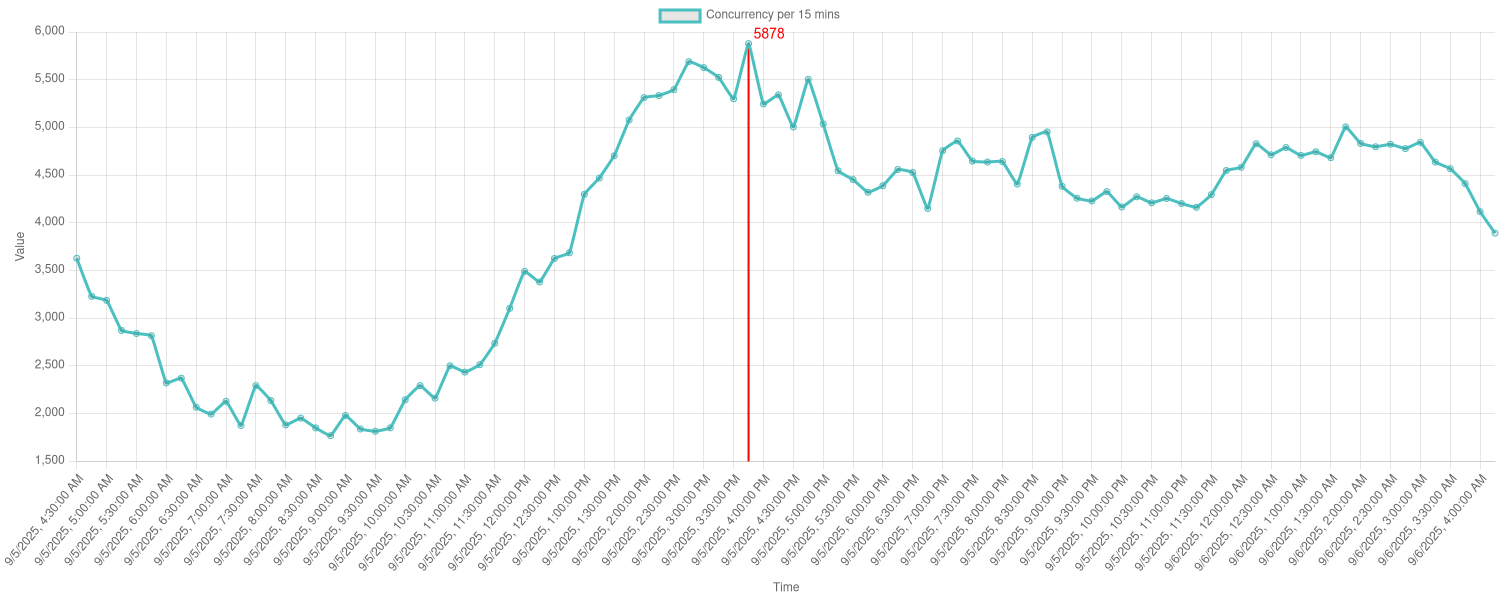 Concurrency per 15 mins
5878
6,000
5,500
5,000
4,500
4,000
3,500
3,000
2,500
2,000
1,500
Value
9/5/2025, 4:30:00 AM
9/5/2025, 5:00:00 AM
9/5/2025, 5:30:00 AM
9/5/2025, 6:00:00 AM
9/5/2025, 6:30:00 AM
9/5/2025, 7:00:00 AM
9/5/2025, 7:30:00 AM
9/5/2025, 8:00:00 AM
9/5/2025, 8:30:00 AM
9/5/2025, 9:00:00 AM
9/5/2025, 9:30:00 AM
9/5/2025, 10:00:00 AM
9/5/2025, 10:30:00 AM
9/5/2025, 11:00:00 AM
9/5/2025, 11:30:00 AM
9/5/2025, 12:00:00 PM
9/5/2025, 12:30:00 PM
9/5/2025, 1:00:00 PM
9/5/2025, 1:30:00 PM
9/5/2025, 2:00:00 PM
9/5/2025, 2:30:00 PM
9/5/2025, 3:00:00 PM
9/5/2025, 3:30:00 PM
9/5/2025, 4:00:00 PM
9/5/2025, 4:30:00 PM
9/5/2025, 5:00:00 PM
9/5/2025, 5:30:00 PM
9/5/2025, 6:00:00 PM
9/5/2025, 6:30:00 PM
9/5/2025, 7:00:00 PM
9/5/2025, 7:30:00 PM
9/5/2025, 8:00:00 PM
9/5/2025, 8:30:00 PM
9/5/2025, 9:00:00 PM
9/5/2025, 9:30:00 PM
9/5/2025, 10:00:00 PM
9/5/2025, 10:30:00 PM
9/5/2025, 11:00:00 PM
9/5/2025, 11:30:00 PM
9/6/2025, 12:00:00 AM
9/6/2025, 12:30:00 AM
9/6/2025, 1:00:00 AM
9/6/2025, 1:30:00 AM
9/6/2025, 2:00:00 AM
9/6/2025, 2:30:00 AM
9/6/2025, 3:00:00 AM
9/6/2025, 3:30:00 AM
9/6/2025, 4:00:00 AM
Time